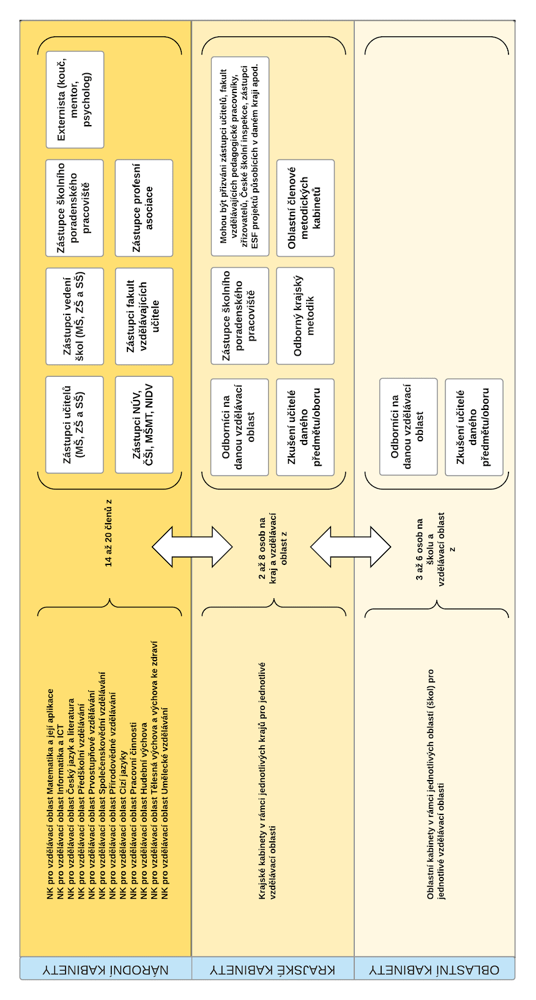 NÁRODNÍ KABINETY
NK pro vzdělávací oblast Matematika a její aplikace
NK pro vzdělávací oblast Informatika a ICT
NK pro vzdělávací oblast Český jazyk a literatura
NK pro vzdělávací oblast Předškolní vzdělávání
NK pro vzdělávací oblast Prvostupňové vzdělávání
NK pro vzdělávací oblast Společenskovědní vzdělávání
NK pro vzdělávací oblast Přírodovědné vzdělávání
NK pro vzdělávací oblast Cizí jazyky
NK pro vzdělávací oblast Pracovní činnosti
NK pro vzdělávací oblast Hudební výchova
NK pro vzdělávací oblast Tělesná výchova a výchova ke zdraví
NK pro vzdělávací oblast Umělecké vzdělávání
14 až 20 členů z
Zástupci učitelů
(MŠ, ZŠ a SŠ)
Zástupci vedení
škol (MŠ, ZŠ a SŠ)
Zástupce školního
poradenského
pracoviště
Externista (kouč,
mentor,
psycholog)
Zástupci NÚV,
ČŠI, MŠMT, NIDV
Zástupci fakult
vzdělávajících
učitele
Zástupce profesní
asociace
KRAJSKÉ KABINETY
Krajské kabinety v rámci jednotlivých krajů pro jednotlivé
vzdělávací oblasti
2 až 8 osob na
kraj a vzdělávací
oblast z
Odborníci na
danou vzdělávací
oblast
Zástupce školního
poradenského
pracoviště
Mohou být přizváni zástupci učitelů, fakult
vzdělávajících pedagogické pracovníky,
zřizovatelů, České školní inspekce, zástupci
ESF projektů působících v daném kraji apod.
Zkušení učitelé
daného
předmětu/oboru
Odborný krajský
metodik
Oblastní členové
metodických
kabinetů
OBLASTNÍ KABINETY
Oblastní kabinety v rámci jednotlivých oblastí (škol) pro
jednotlivé vzdělávací oblasti
3 až 6 osob na
školu a
vzdělávací oblast
z
Odborníci na
danou vzdělávací
oblast
Zkušení učitelé
daného
předmětu/oboru